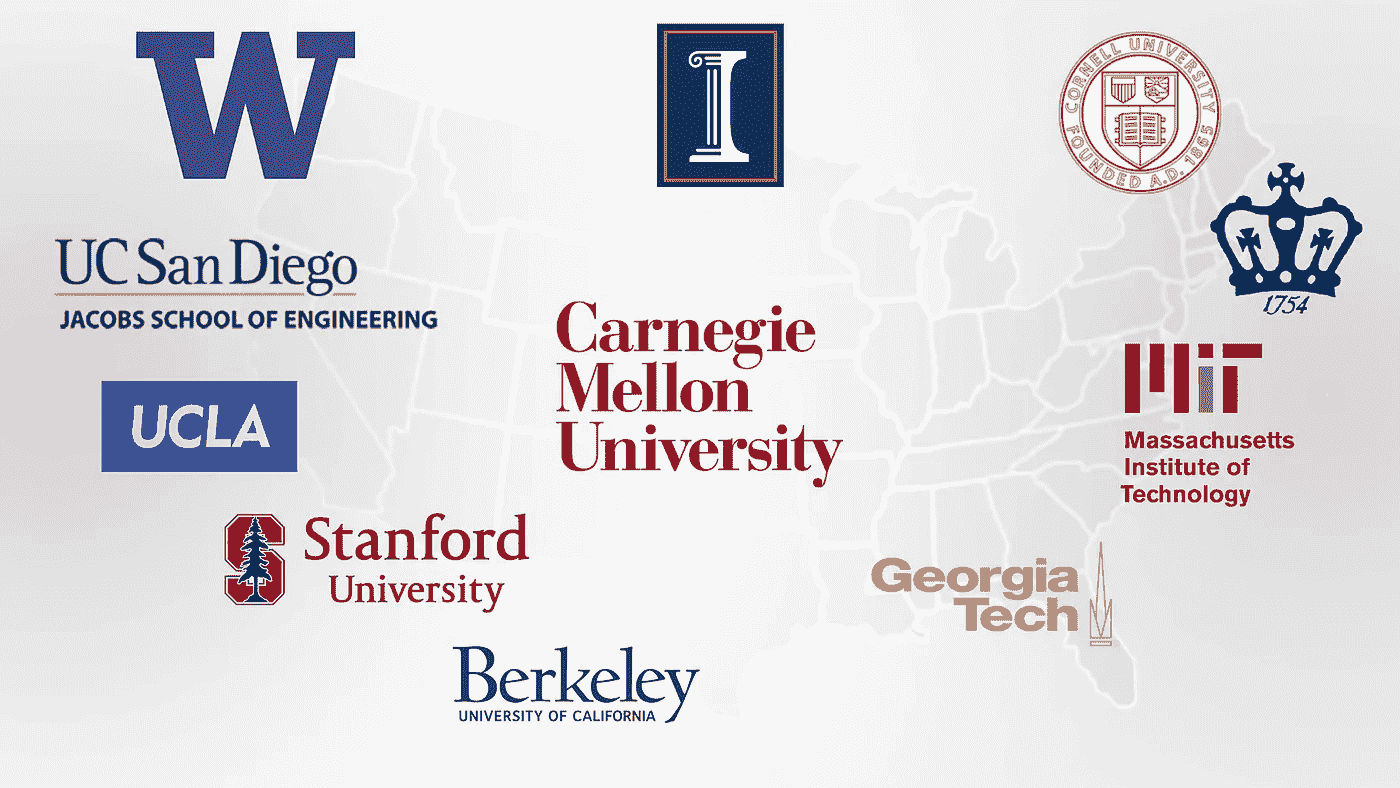 W
I
CORNELL UNIVERSITY
FOUNDED A.D. 1865
1754
UC San Diego
JACOBS SCHOOL OF ENGINEERING
Carnegie
Mellon
University
MIT
Massachusetts
Institute of
Technology
UCLA
S
Stanford
University
Georgia
Tech
Berkeley
UNIVERSITY OF CALIFORNIA